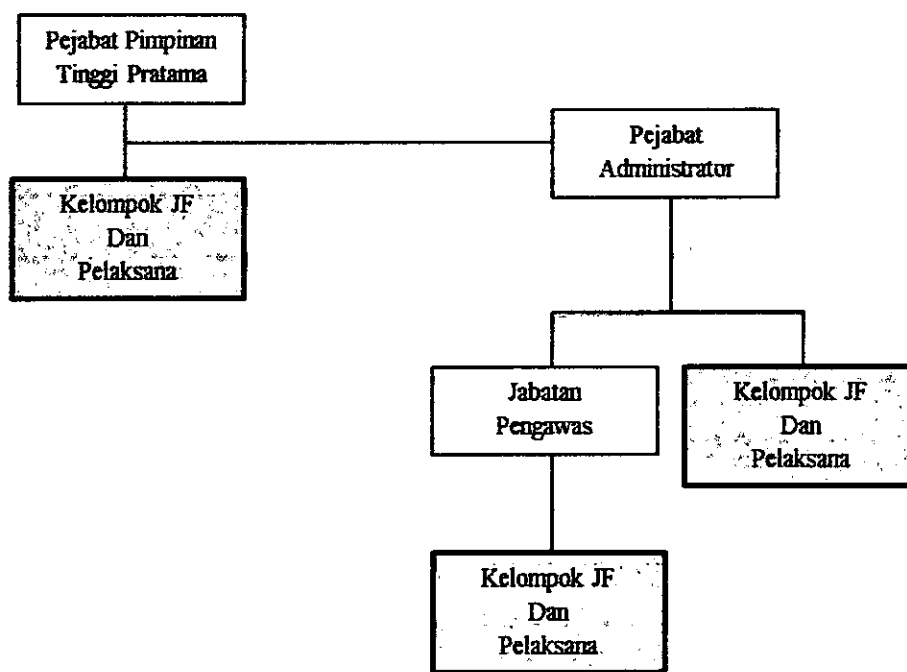 Pejabat Pimpinan
Tinggi Pratama
Pejabat
Administrator
Kelompok JF
Dan
Pelaksana
Jabatan
Pengawas
Kelompok JF
Dan
Pelaksana
Kelompok JF
Dan
Pelaksana